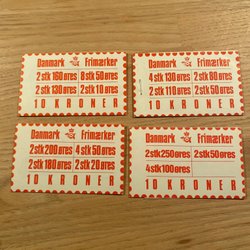 Danmark Frimærker
2 stk 160 øres 8 stk 50 øres
2 stk 130 øres 2 stk 10 øres
10 KRONER
Danmark Frimærker
4 stk 130 øres 2 stk 80 øres
2 stk 110 øres 2 stk 50 øres
10 KRONER
Danmark Frimærker
2 stk 200 øres 4 stk 50 øres
2 stk 180 øres 2 stk 20 øres
10 KRONER
Danmark Frimærker
2 stk 250 øres 2 stk 50 øres
4 stk 100 øres
10 KRONER